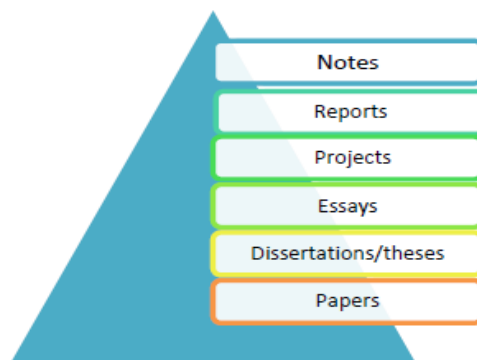 Notes
Reports
Projects
Essays
Dissertations/theses
Papers